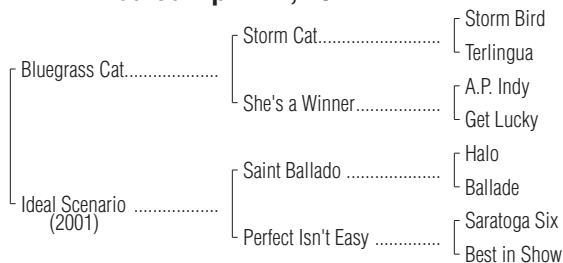 Storm Bird
Storm Cat
Terlingua
Bluegrass Cat
A.P. Indy
She's a Winner
Get Lucky
Halo
Saint Ballado
Ballade
Ideal Scenario
(2001)
Saratoga Six
Perfect Isn't Easy
Best in Show